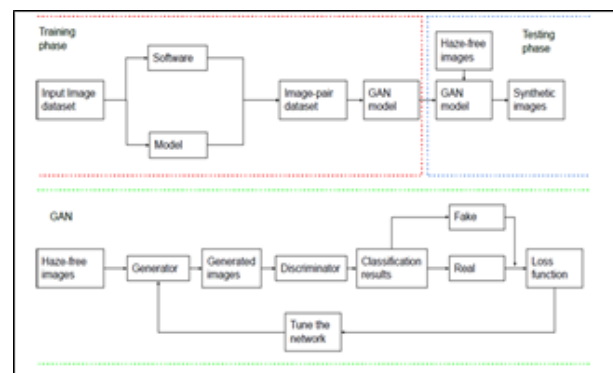 Training
phase
Testing
phase
Software
Haze-free
images
Input Image
dataset
Image-pair
dataset
GAN
model
GAN
model
Synthetic
images
Model
GAN
Fake
Haze-free
images
Generator
Generated
images
Discriminator
Classification
results
Real
Loss
function
Tune the
network